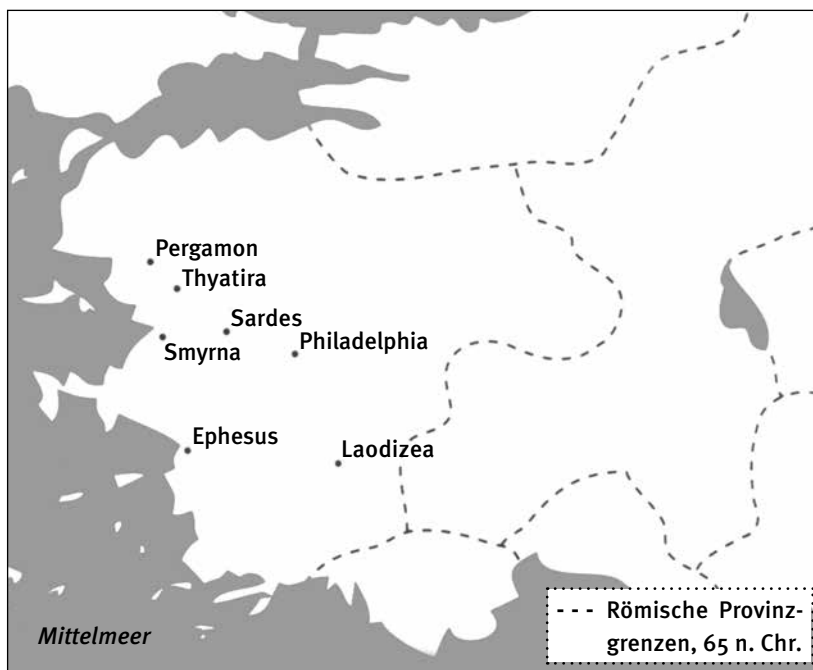 Pergamon
Thyatira
Sardes
Smyrna
Philadelphia
Ephesus
Laodizea
Mittelmeer
--- Römische Provinz-
grenzen, 65 n. Chr.